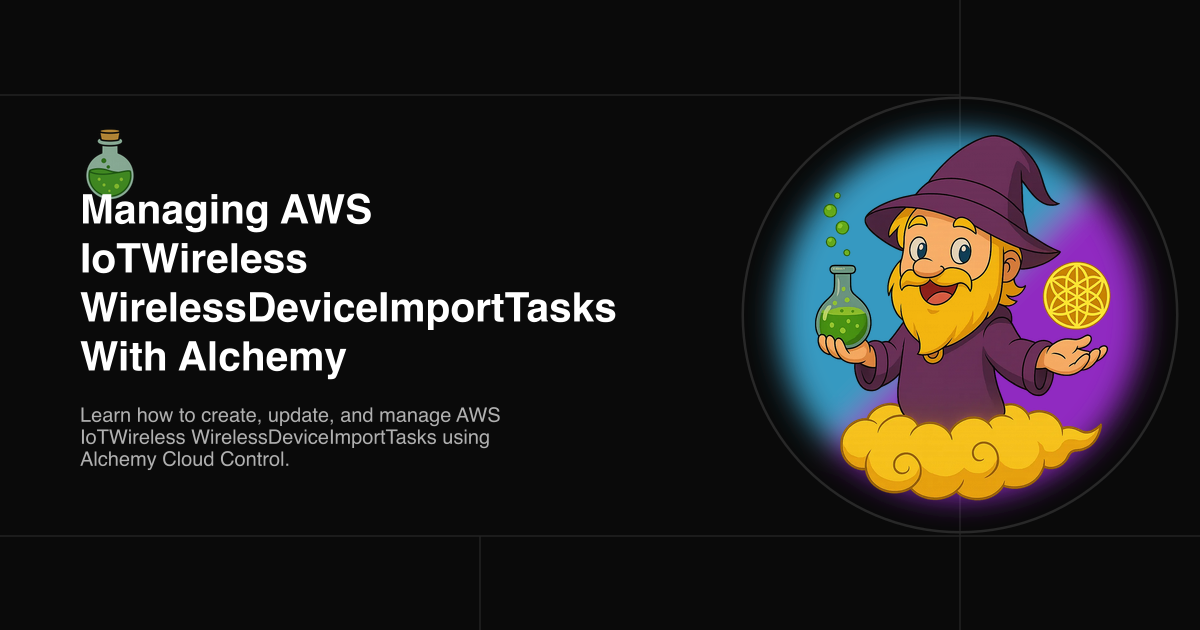 Managing AWS
IoTWireless
WirelessDeviceImportTasks
With Alchemy
Learn how to create, update, and manage AWS
IoTWireless WirelessDeviceImportTasks using
Alchemy Cloud Control.